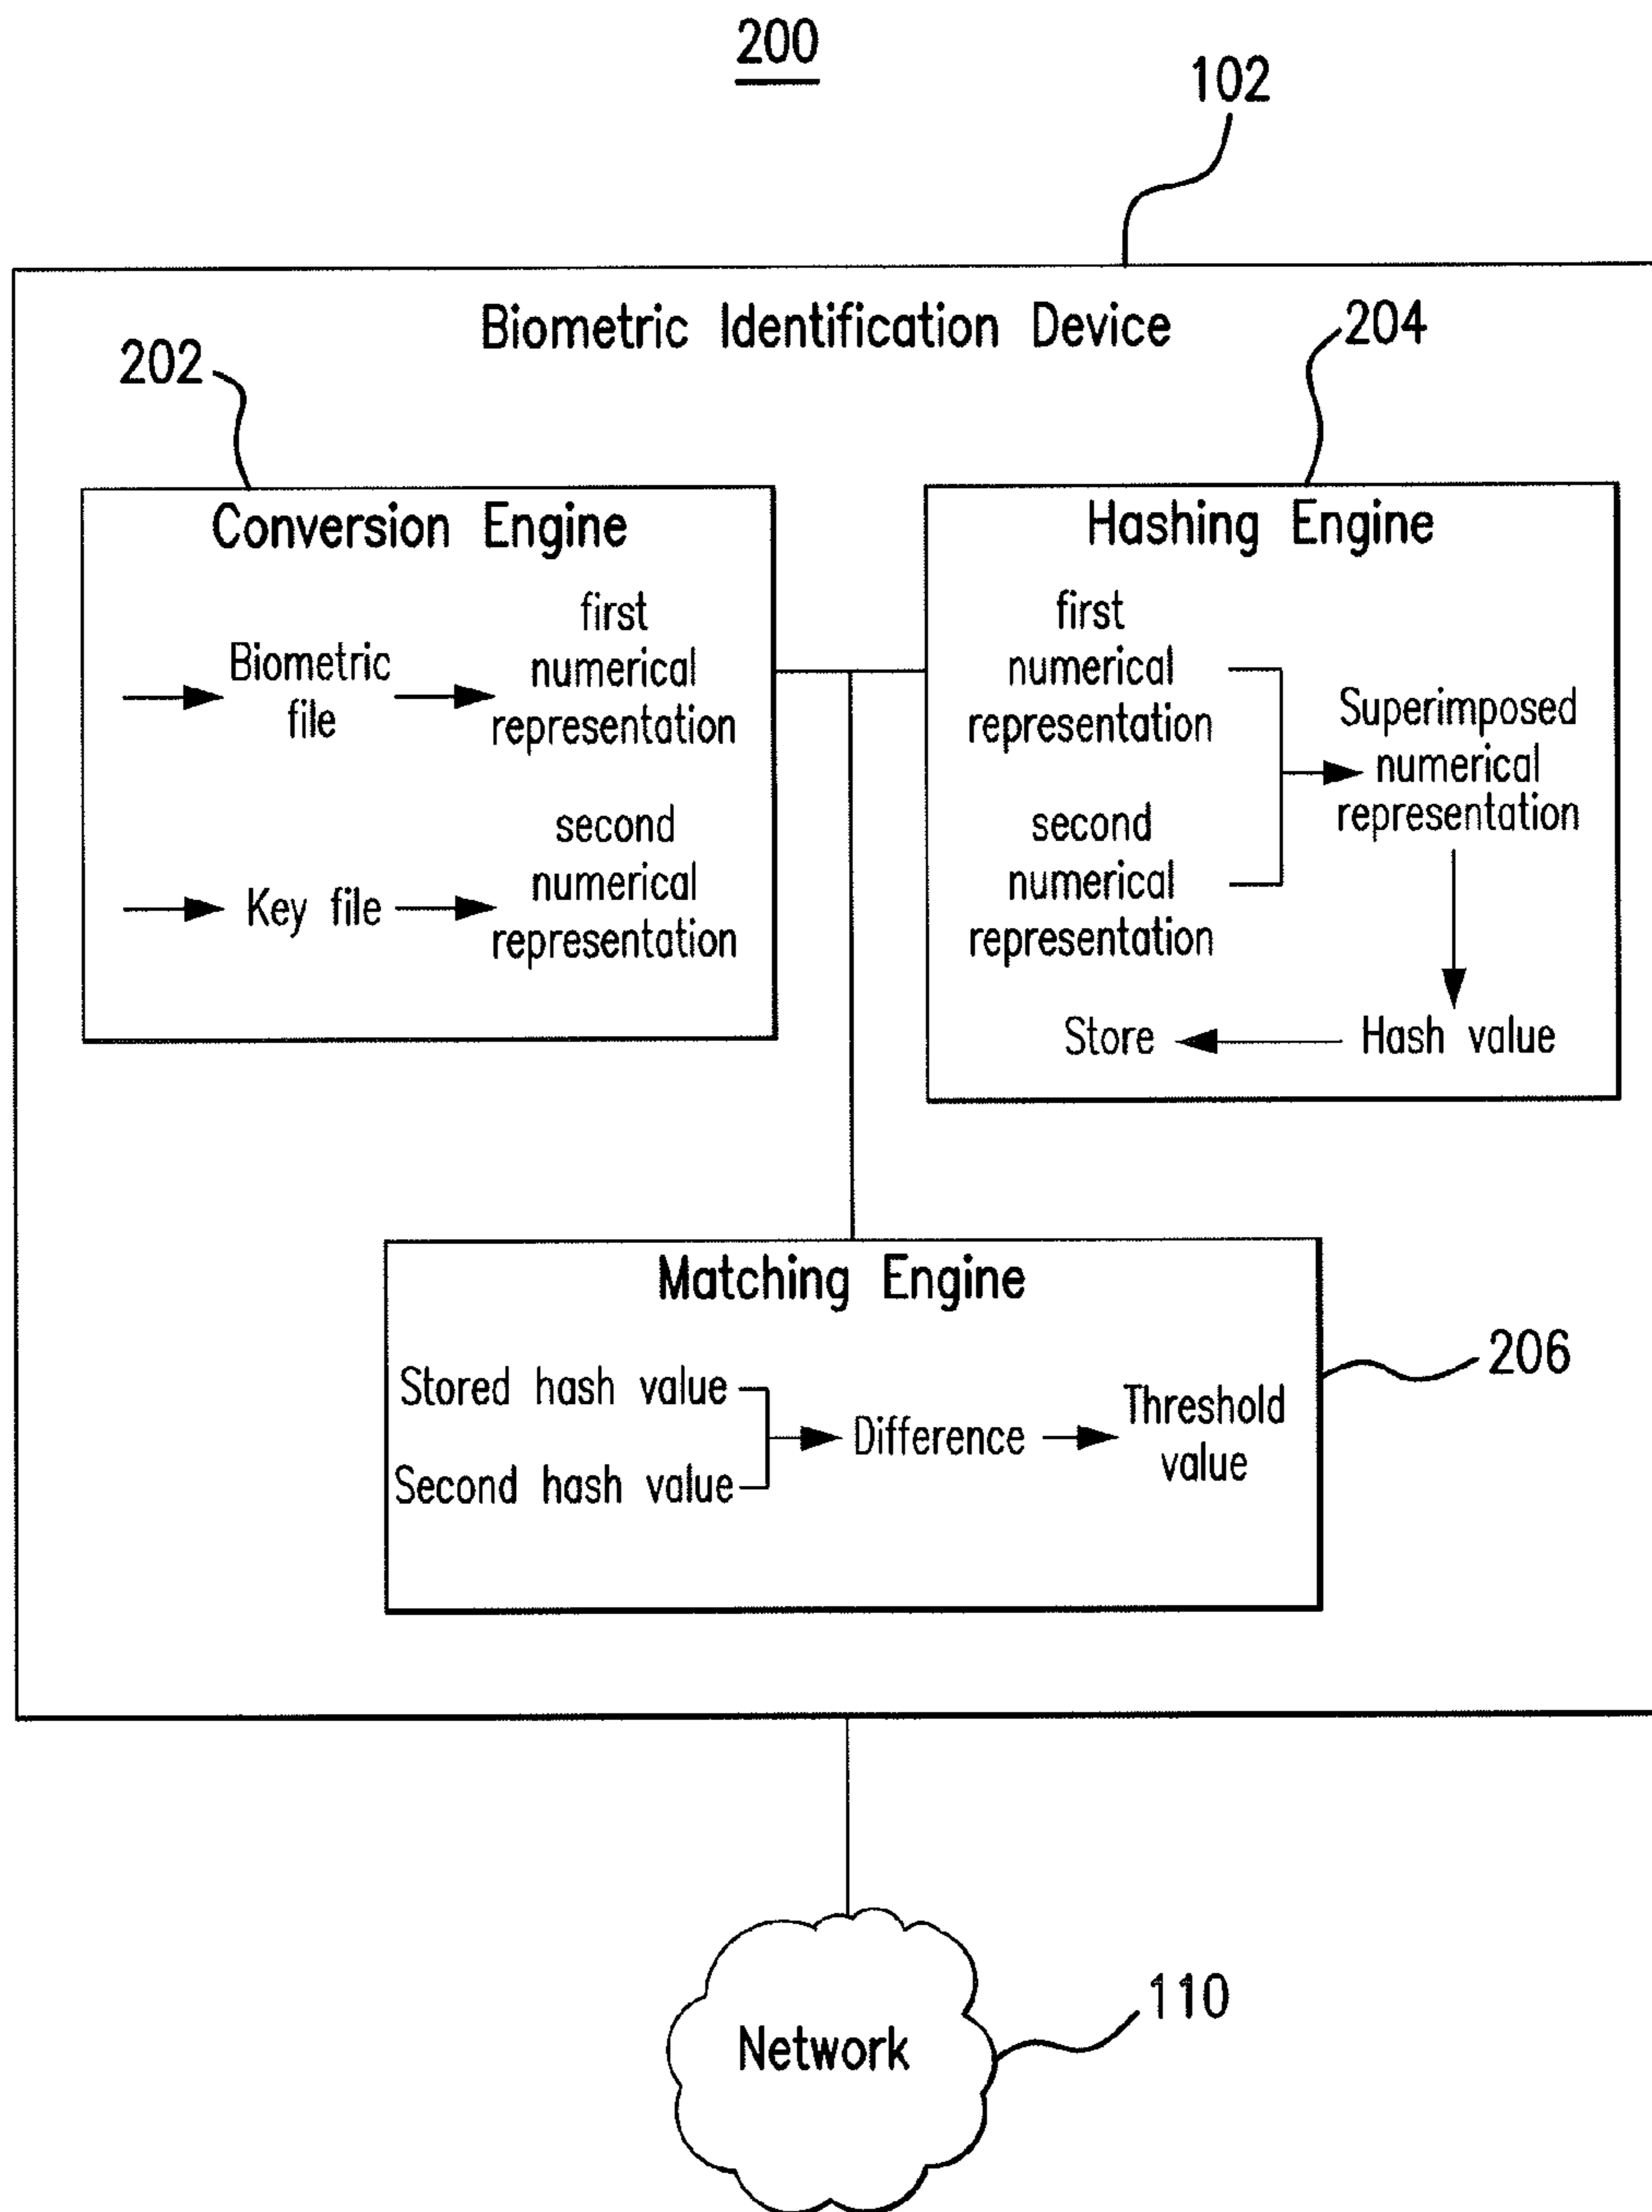 200
102
Biometric Identification Device
202
204
Conversion Engine
Biometric
file
first
numerical
representation
Key file
second
numerical
representation
Hashing Engine
first
numerical
representation
second
numerical
representation
Superimposed
numerical
representation
Hash value
Store
Matching Engine
206
Stored hash value
Second hash value
Difference
Threshold
value
Network
110